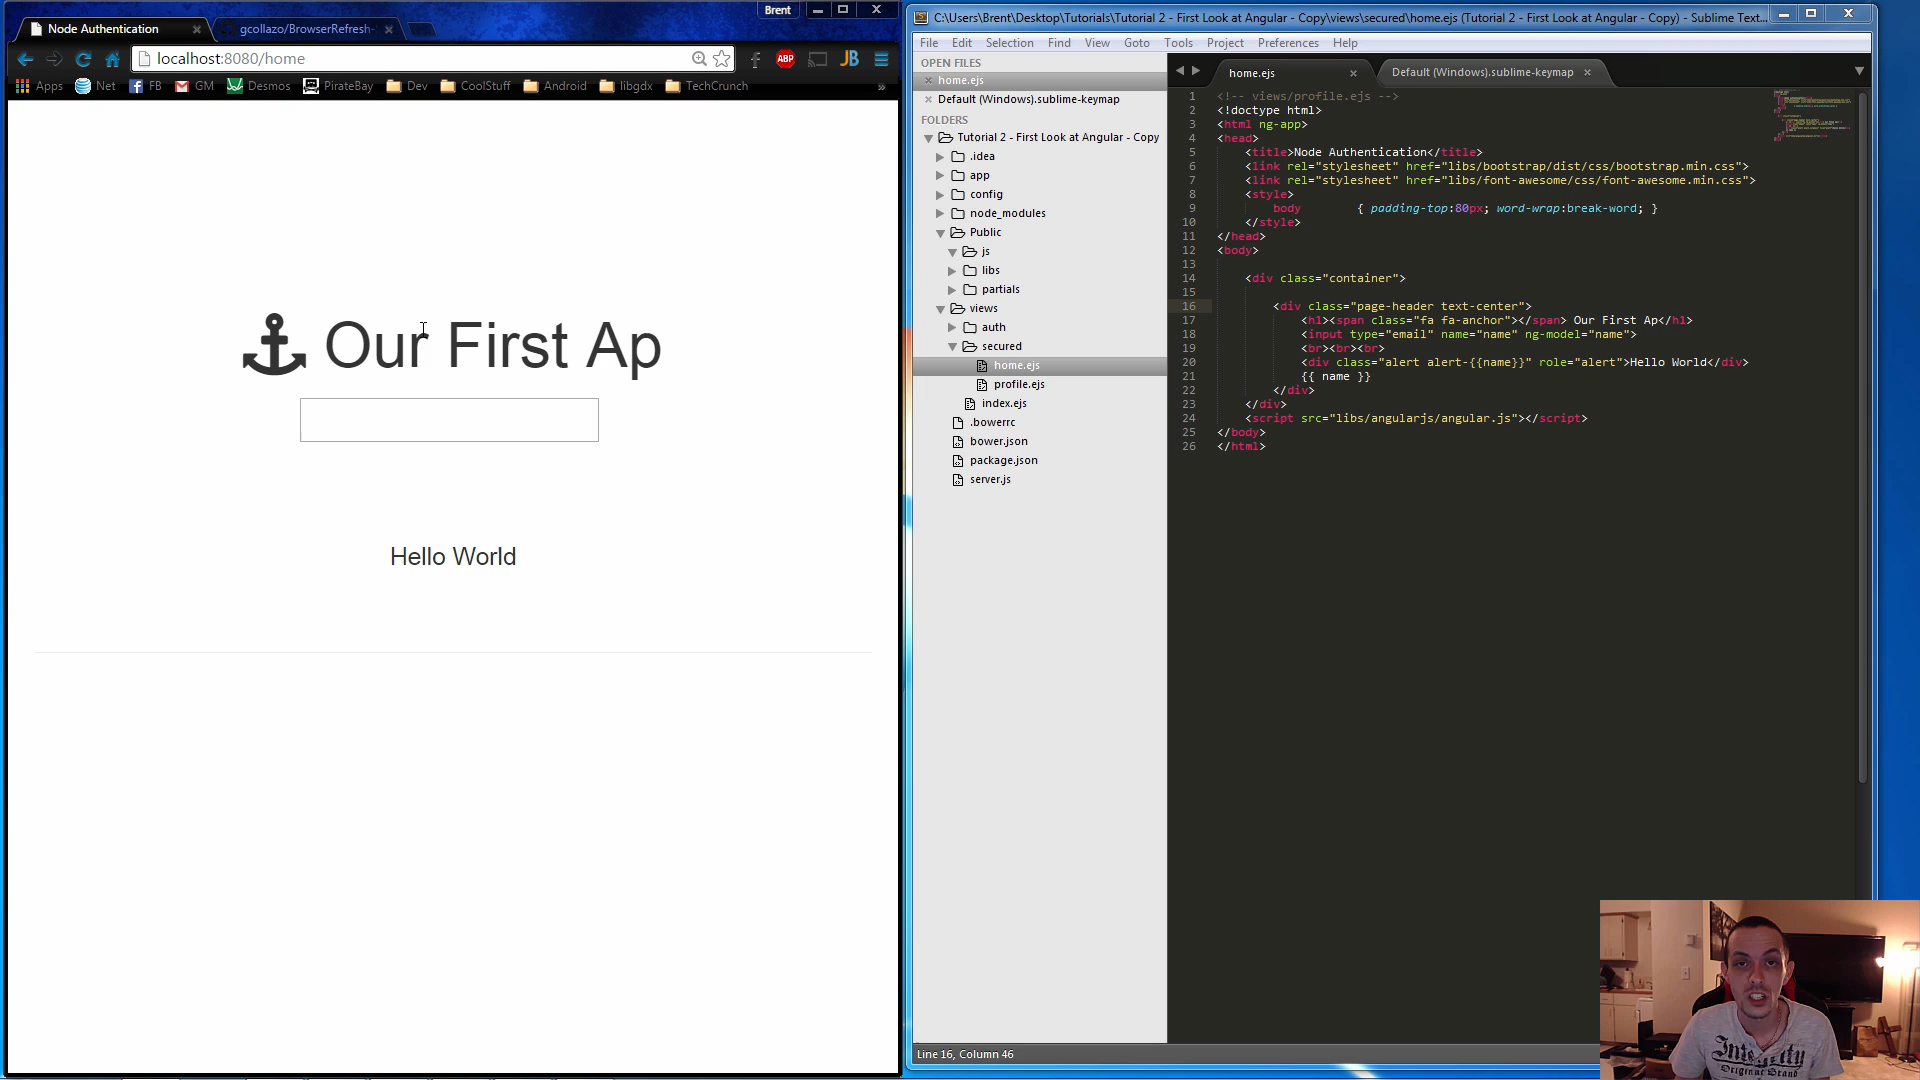 Brent
Node Authentication
gcollazo/BrowserRefresh-
localhost:8080/home
ABP
JB
Apps
Net
FB
GM
Desmos
PirateBay
Dev
CoolStuff
Android
libgdx
TechCrunch
»
Our First Ap
Hello World
C:\Users\Brent\Desktop\Tutorials\Tutorial 2 - First Look at Angular - Copy\views\secured\home.ejs (Tutorial 2 - First Look at Angular - Copy) - Sublime Text...
File Edit Selection Find View Goto Tools Project Preferences Help
OPEN FILES
home.ejs
Default (Windows).sublime-keymap
FOLDERS
Tutorial 2 - First Look at Angular - Copy
.idea
app
config
node_modules
Public
js
libs
partials
views
auth
secured
home.ejs
profile.ejs
index.ejs
.bowerrc
bower.json
package.json
server.js
home.ejs
Default (Windows).sublime-keymap
1 <!-- views/profile.ejs -->
2 <!doctype html>
3 <html ng-app>
4 <head>
5 <title>Node Authentication</title>
6 <link rel="stylesheet" href="libs/bootstrap/dist/css/bootstrap.min.css">
7 <link rel="stylesheet" href="libs/font-awesome/css/font-awesome.min.css">
8 <style>
9 body { padding-top:80px; word-wrap:break-word; }
10 </style>
11 </head>
12 <body>
13
14 <div class="container">
15
16 <div class="page-header text-center">
17 <h1><span class="fa fa-anchor"></span> Our First Ap</h1>
18 <input type="email" name="name" ng-model="name">
19 <br><br><br>
20 <div class="alert alert-{{name}}" role="alert">Hello World</div>
21 {{ name }}
22 </div>
23 </div>
24 <script src="libs/angularjs/angular.js"></script>
25 </body>
26 </html>
Line 16, Column 46
Integrity
Original Brand